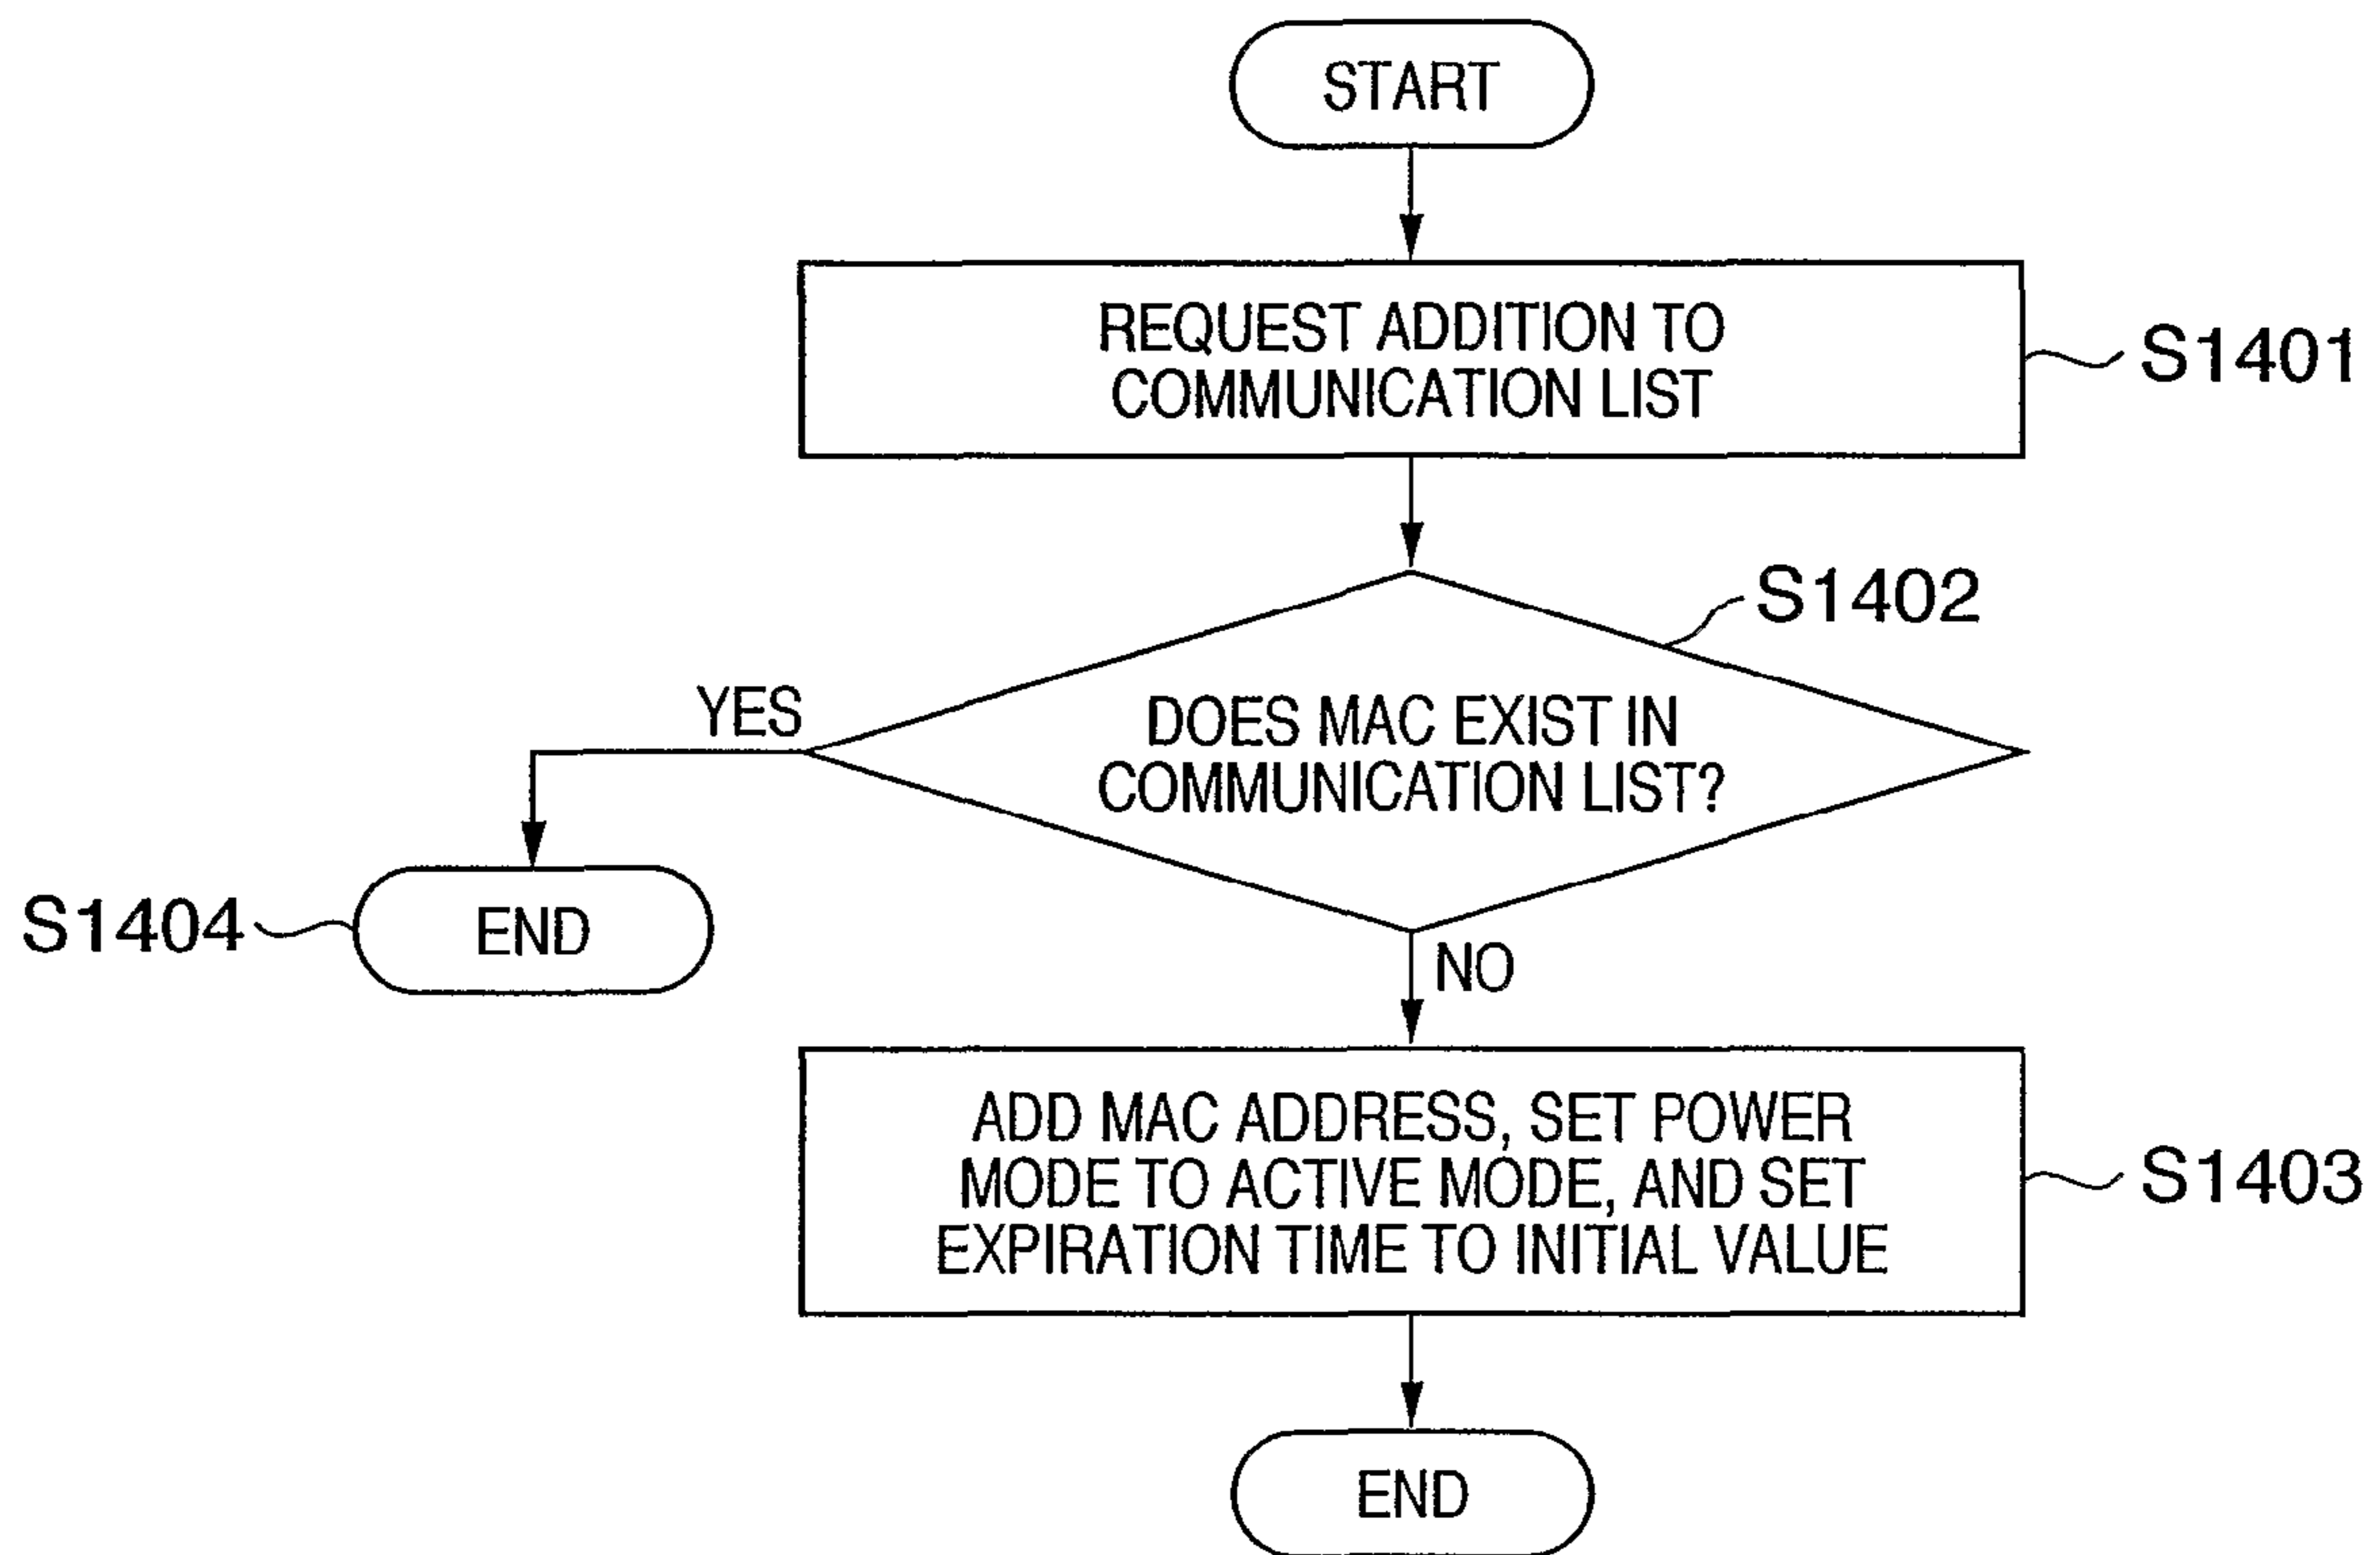 START
REQUEST ADDITION TO
COMMUNICATION LIST
S1401
S1402
DOES MAC EXIST IN
COMMUNICATION LIST?
YES
S1404
END
NO
ADD MAC ADDRESS, SET POWER
MODE TO ACTIVE MODE, AND SET
EXPIRATION TIME TO INITIAL VALUE
S1403
END